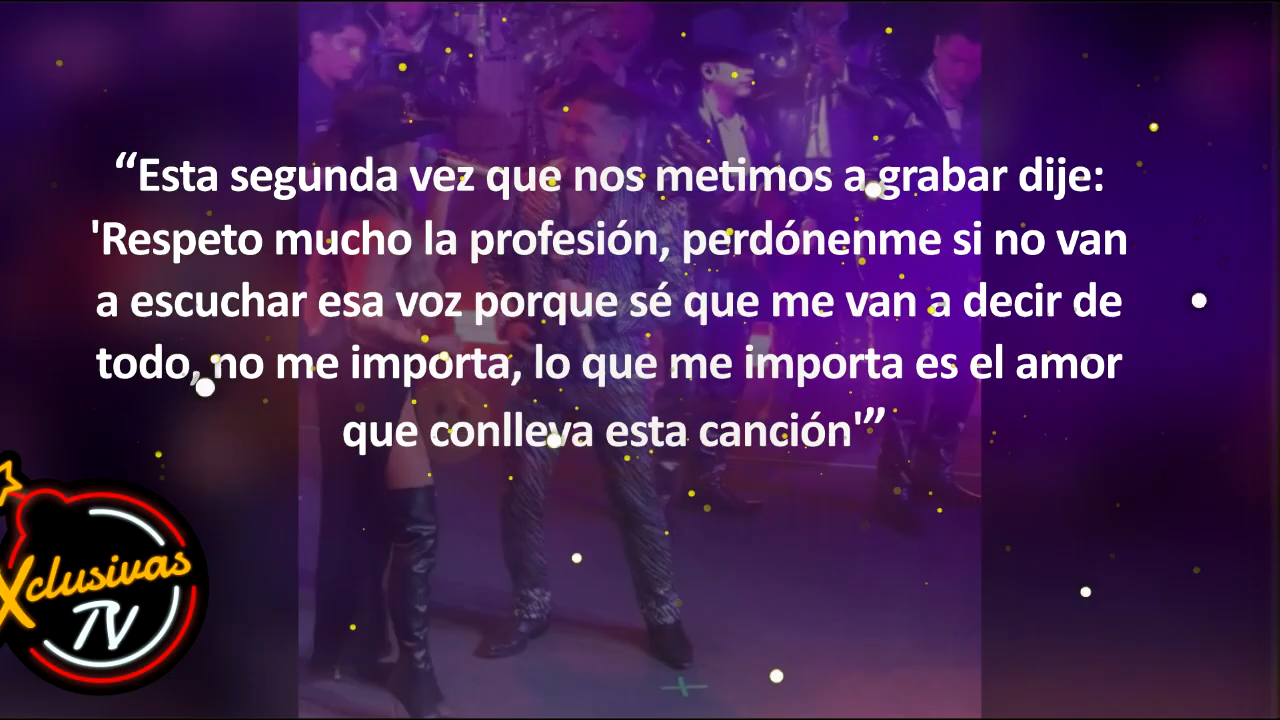 “Esta segunda vez que nos metimos a grabar dije:
'Respeto mucho la profesión, perdónenme si no van
a escuchar esa voz porque sé que me van a decir de
todo, no me importa, lo que me importa es el amor
que conlleva esta canción'”
Xclusivas
TV